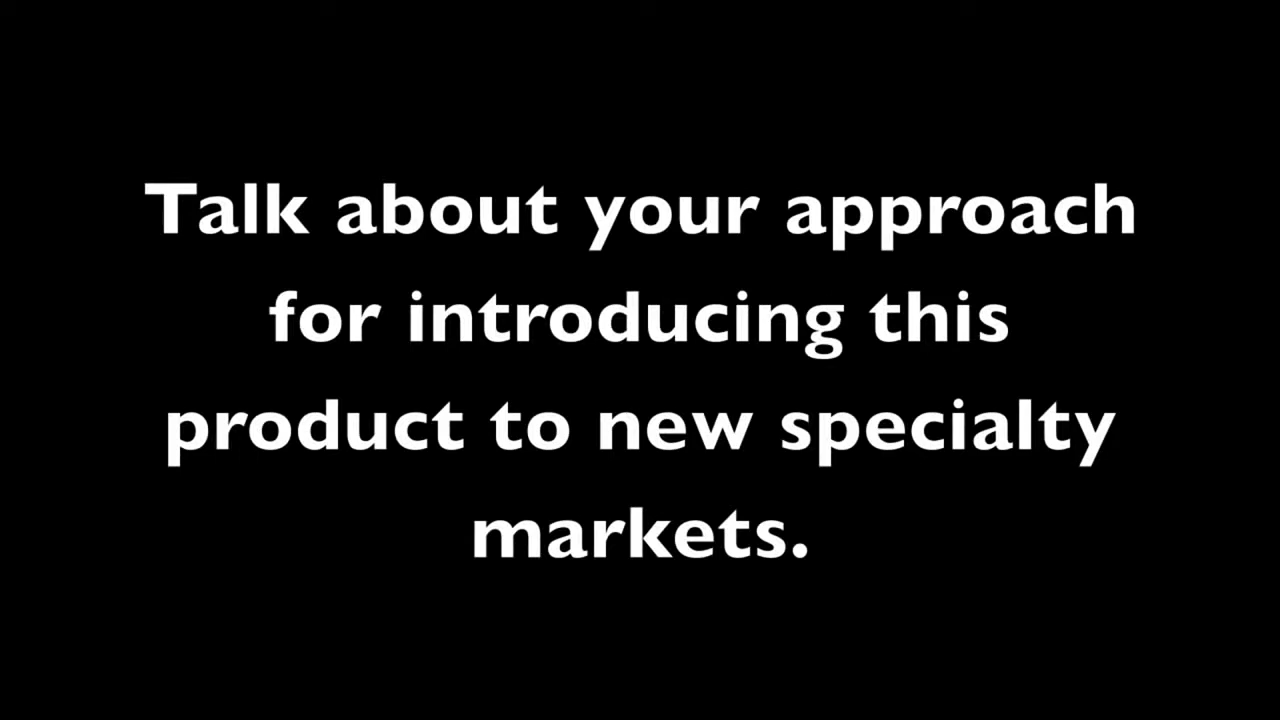 Talk about your approach
for introducing this
product to new specialty
markets.